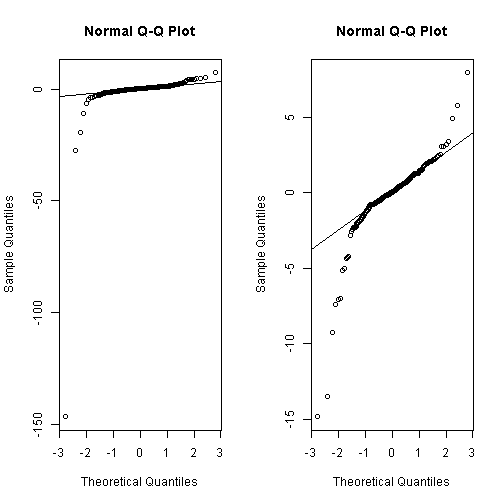 Normal Q-Q Plot
Sample Quantiles
0
-50
-100
-150
-3 -2 -1 0 1 2 3
Theoretical Quantiles
Normal Q-Q Plot
Sample Quantiles
5
0
-5
-10
-15
-3 -2 -1 0 1 2 3
Theoretical Quantiles